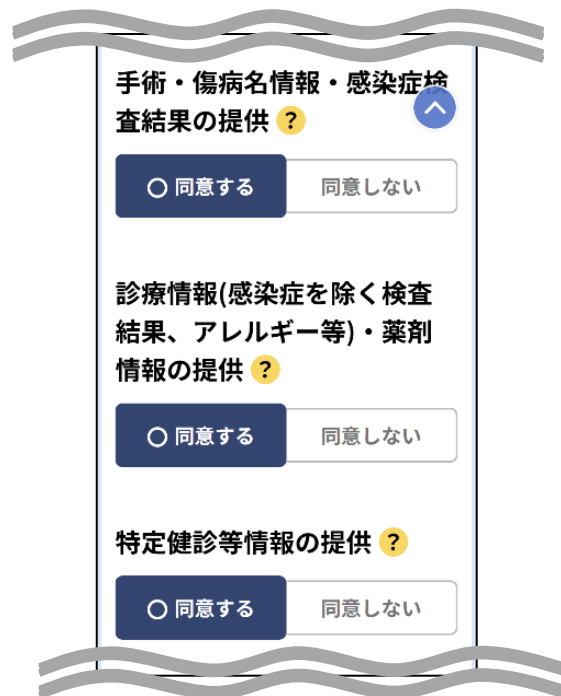 手術・傷病名情報・感染症検
査結果の提供 ?
同意する 同意しない
診療情報(感染症を除く検査
結果、アレルギー等)・薬剤
情報の提供 ?
同意する 同意しない
特定健診等情報の提供 ?
同意する 同意しない